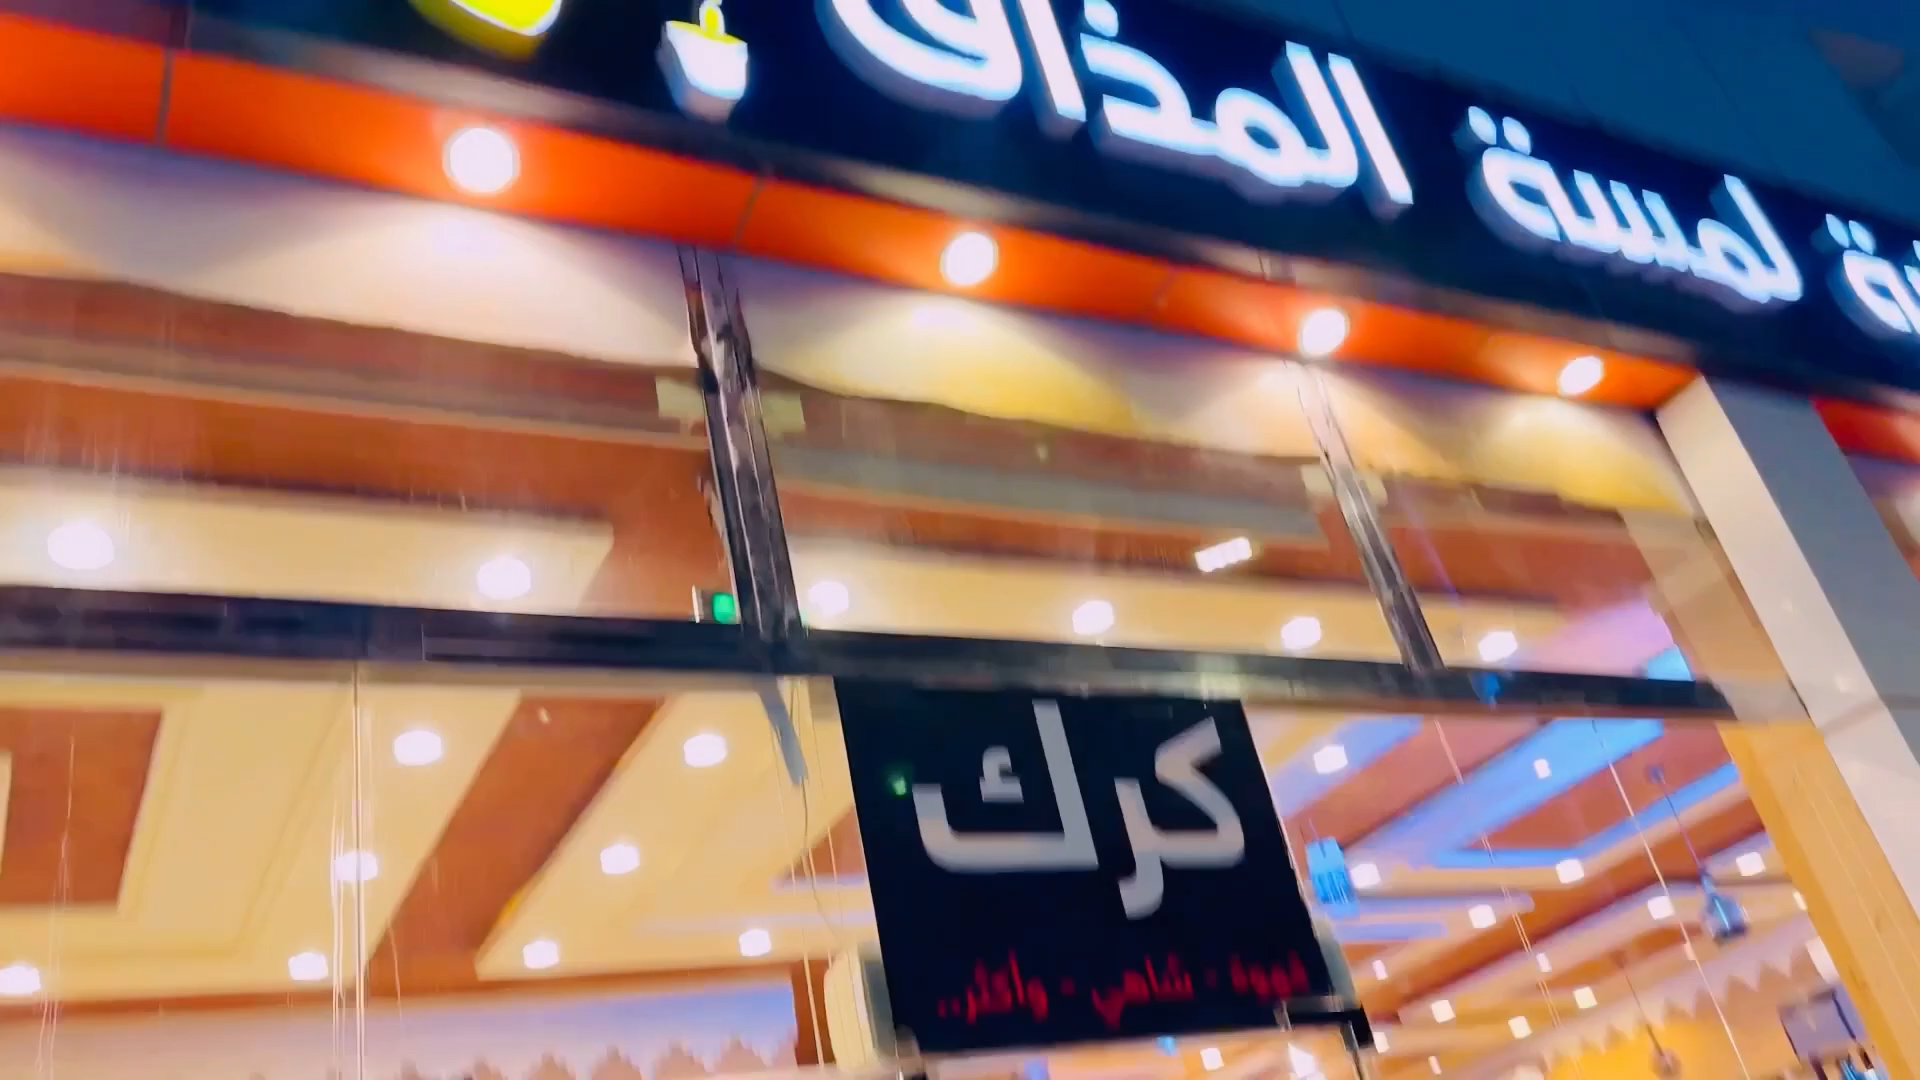 لمسة المذاق
كرك
قهوة - شاهي - وأكثر..